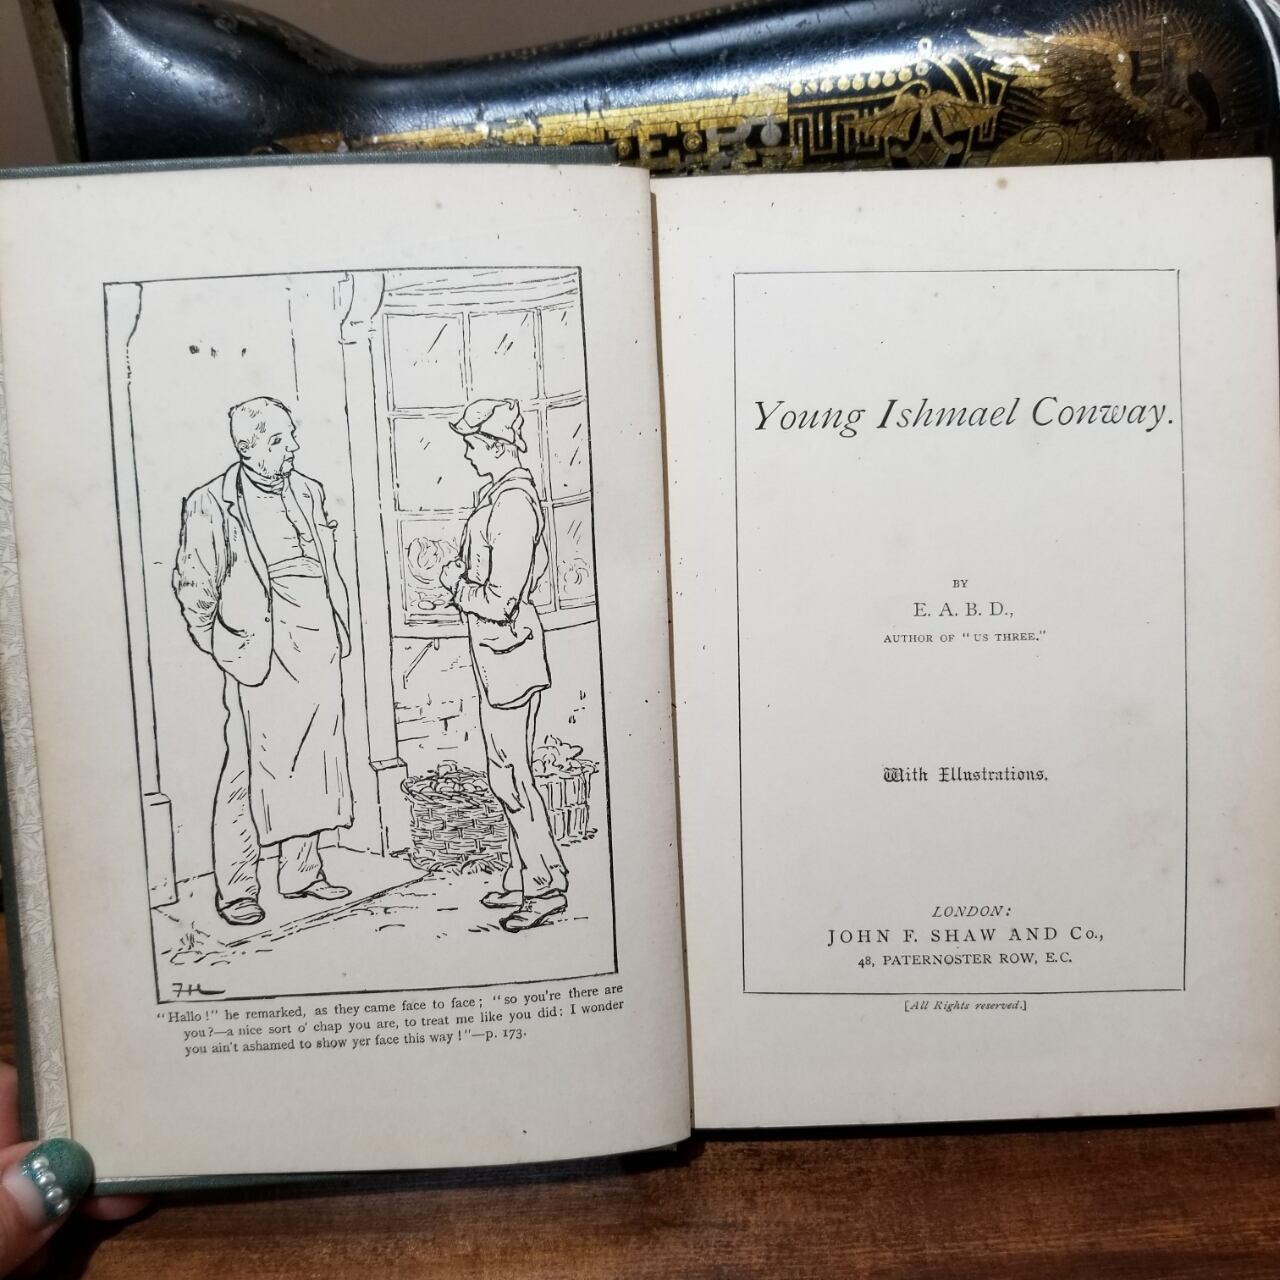 "Hallo!" he remarked, as they came face to face; "so you're there are
you?—a nice sort o' chap you are, to treat me like you did; I wonder
you ain't ashamed to show yer face this way!"—p. 173.
Young Ishmael Conway.
BY
E. A. B. D.,
AUTHOR OF "US THREE."
With Illustrations.
LONDON:
JOHN F. SHAW AND Co.,
48, PATERNOSTER ROW, E.C.
[All Rights reserved.]